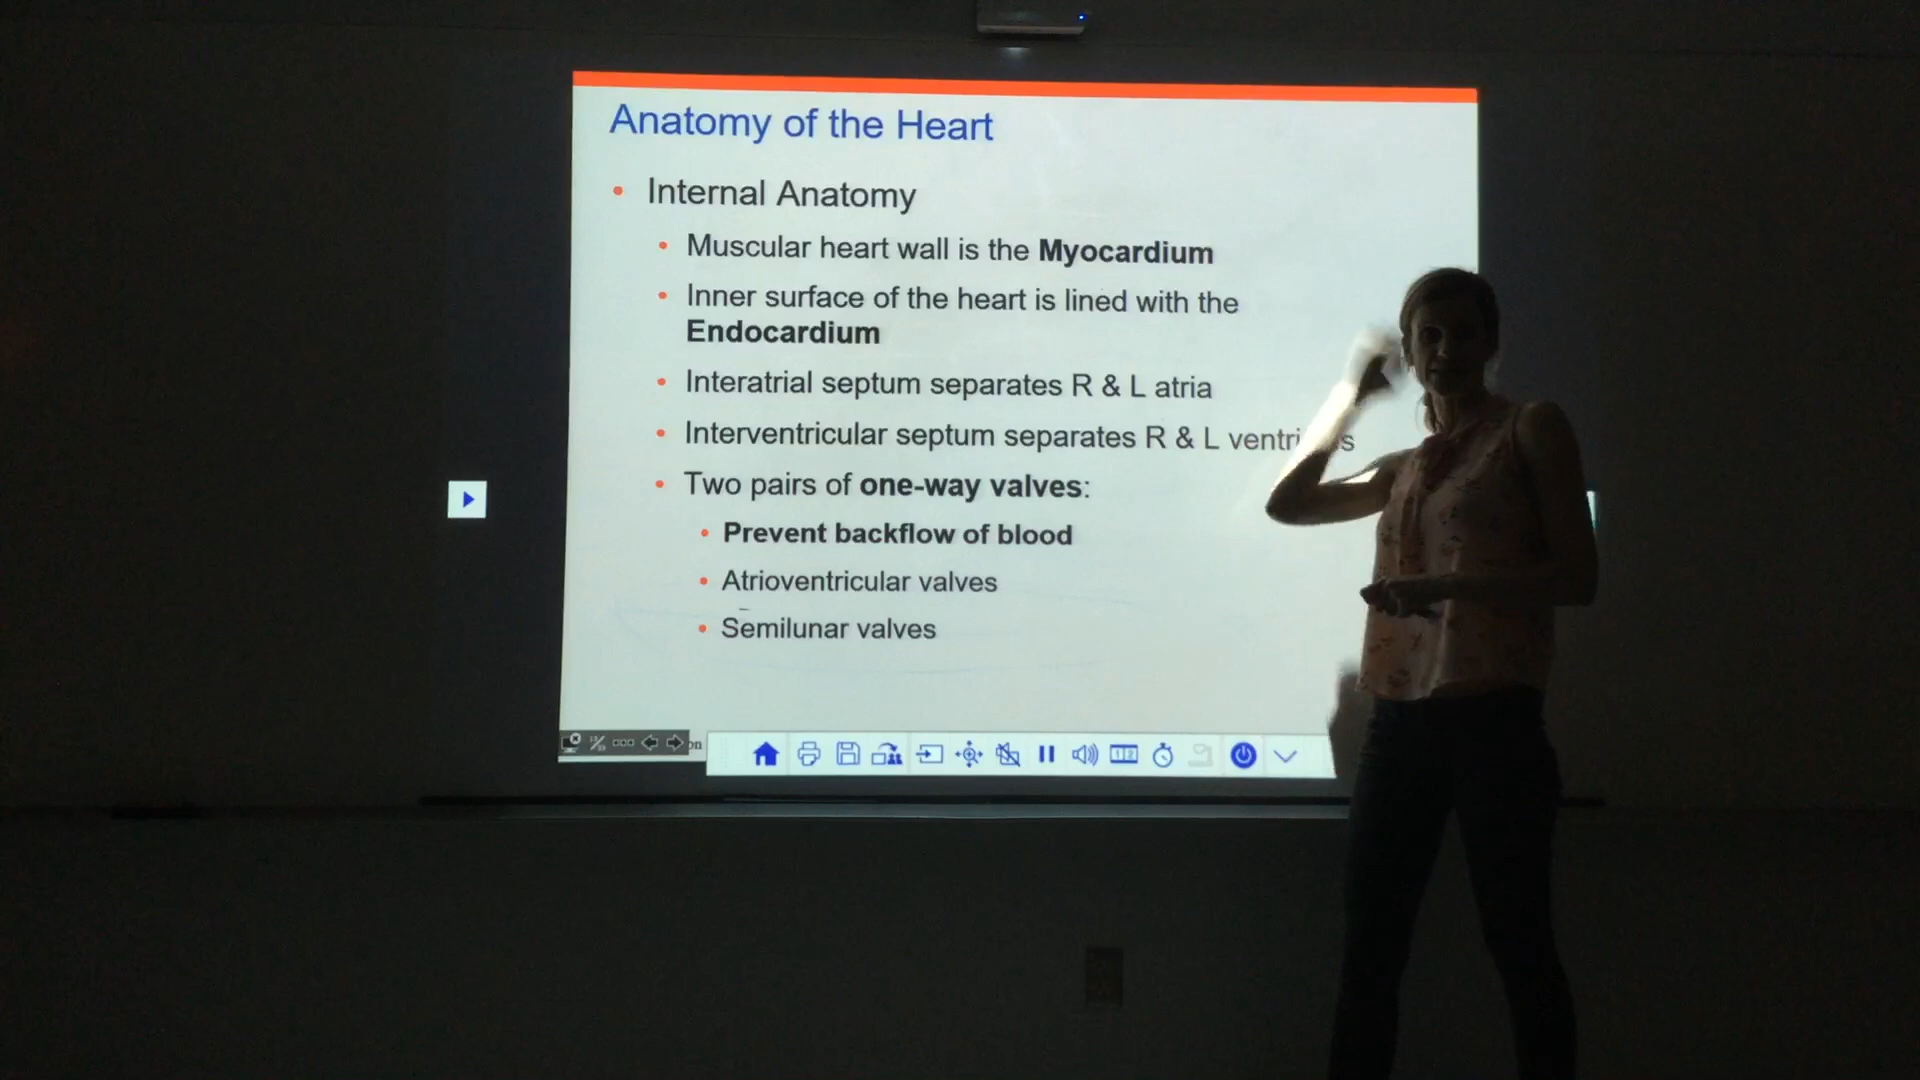 Anatomy of the Heart
• Internal Anatomy
• Muscular heart wall is the Myocardium
• Inner surface of the heart is lined with the
Endocardium
• Interatrial septum separates R & L atria
• Interventricular septum separates R & L
• Two pairs of one-way valves:
• Prevent backflow of blood
• Atrioventricular valves
• Semilunar valves